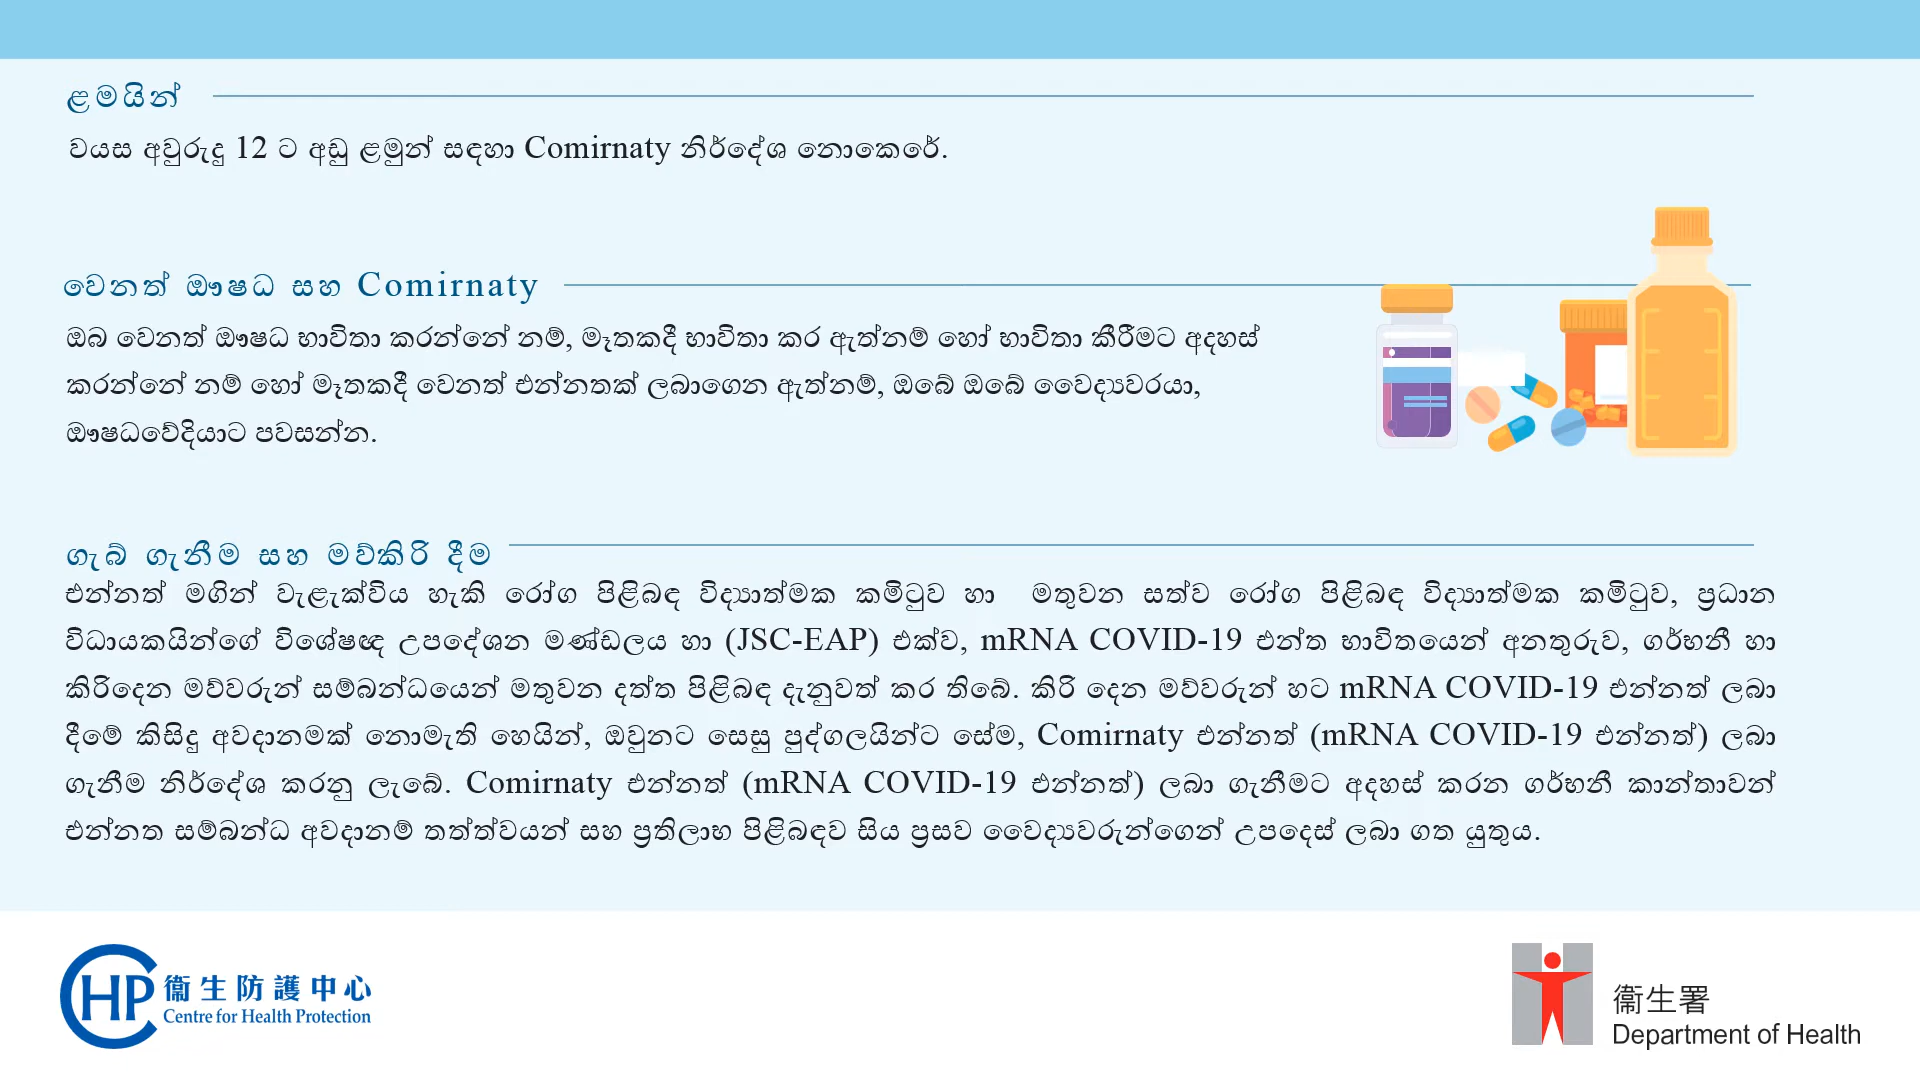 ළමයින්
වයස අවුරුදු 12 ට අඩු ළමුන් සඳහා Comirnaty නිර්දේශ නොකෙරේ.
වෙනත් ඖෂධ සහ Comirnaty
ඔබ වෙනත් ඖෂධ භාවිතා කරන්නේ නම්, මෑතකදී භාවිතා කර ඇත්නම් හෝ භාවිතා කීරීමට අදහස්
කරන්නේ නම් හෝ මෑතකදී වෙනත් එන්නතක් ලබාගෙන ඇත්නම්, ඔබේ ඔබේ වෛද්‍යවරයා,
ඖෂධවේදියාට පවසන්න.
ගැබ් ගැනීම සහ මව්කිරි දීම
එන්නත් මගින් වැළැක්විය හැකි රෝග පිළිබඳ විද්‍යාත්මක කමිටුව හා මතුවන සත්ව රෝග පිළිබඳ විද්‍යාත්මක කමිටුව, ප්‍රධාන
විධායකයින්ගේ විශේෂඥ උපදේශන මණ්ඩලය හා (JSC-EAP) එක්ව, mRNA COVID-19 එන්ත භාවිතයෙන් අනතුරුව, ගර්භනී හා
කිරිදෙන මව්වරුන් සම්බන්ධයෙන් මතුවන දත්ත පිළිබඳ දැනුවත් කර තිබේ. කිරි දෙන මව්වරුන් හට mRNA COVID-19 එන්නත් ලබා
දීමේ කිසිදු අවදානමක් නොමැති හෙයින්, ඔවුනට සෙසු පුද්ගලයින්ට සේම, Comirnaty එන්නත් (mRNA COVID-19 එන්නත්) ලබා
ගැනීම නිර්දේශ කරනු ලැබේ. Comirnaty එන්නත් (mRNA COVID-19 එන්නත්) ලබා ගැනීමට අදහස් කරන ගර්භනී කාන්තාවන්
එන්නත සම්බන්ධ අවදානම් තත්ත්වයන් සහ ප්‍රතිලාභ පිළිබඳව සිය ප්‍රසව වෛද්‍යවරුන්ගෙන් උපදෙස් ලබා ගත යුතුය.
CHP 衞生防護中心
Centre for Health Protection
衞生署
Department of Health